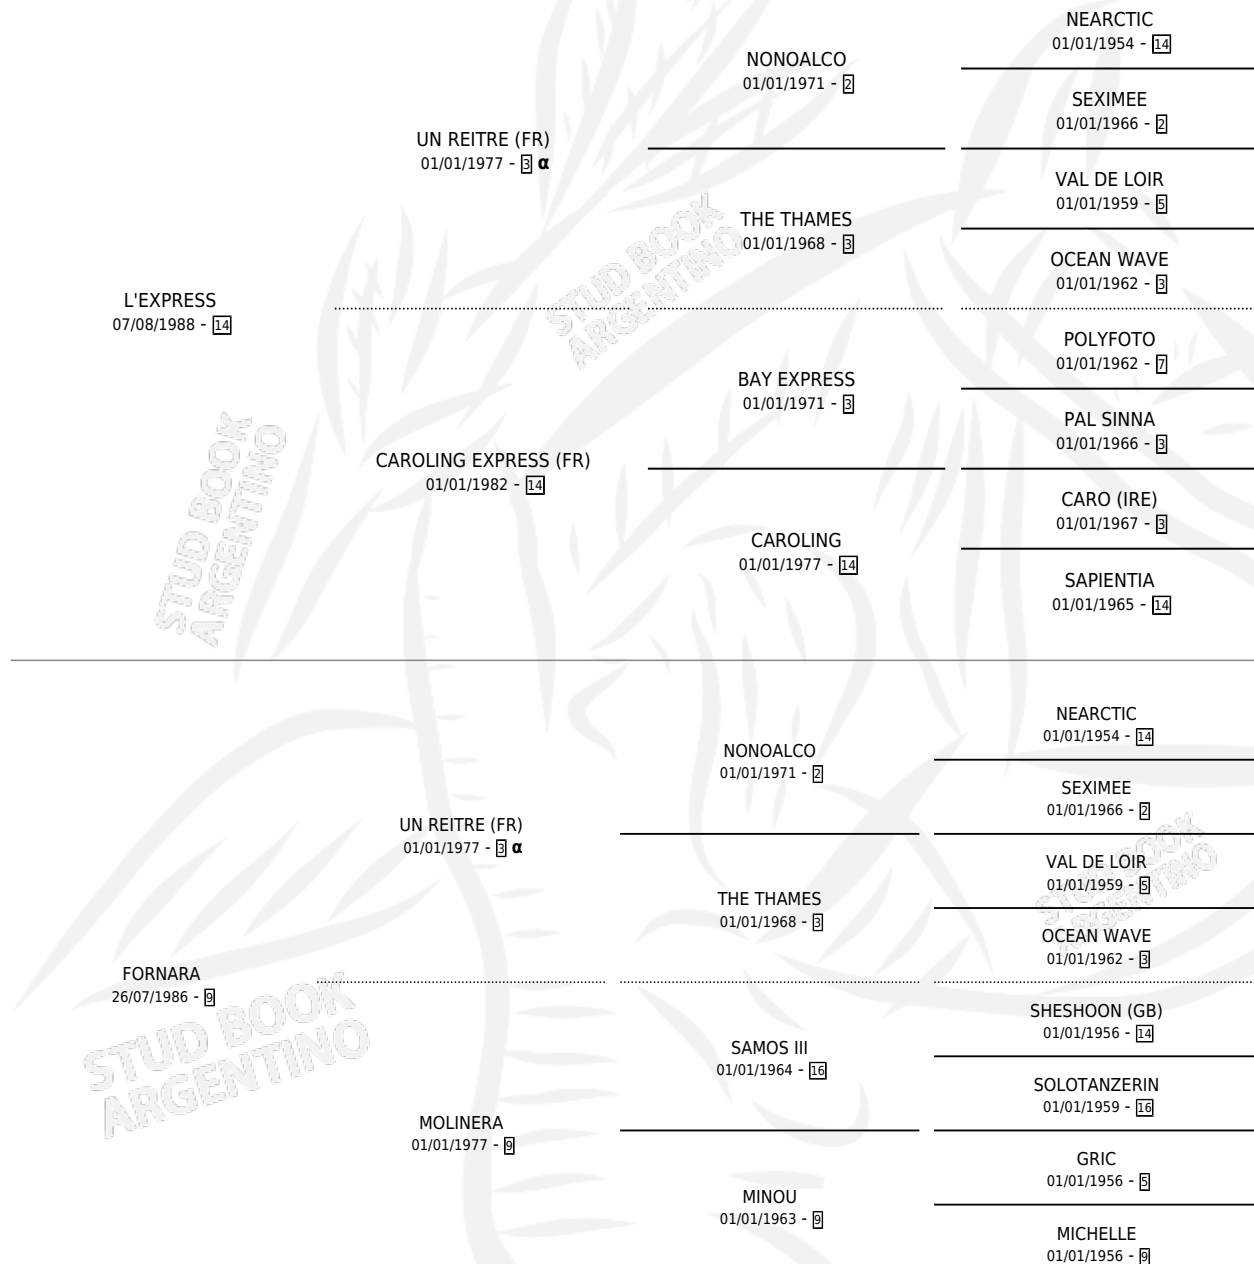 NEARCTIC
01/01/1954 - 14
NONOALCO
01/01/1971 - 2
SEXIMEE
01/01/1966 - 2
UN REITRE (FR)
01/01/1977 - 3 α
VAL DE LOIR
01/01/1959 - 5
THE THAMES
01/01/1968 - 3
OCEAN WAVE
01/01/1962 - 3
L'EXPRESS
07/08/1988 - 14
POLYFOTO
01/01/1962 - 7
BAY EXPRESS
01/01/1971 - 3
PAL SINNA
01/01/1966 - 3
CAROLING EXPRESS (FR)
01/01/1982 - 14
CARO (IRE)
01/01/1967 - 3
CAROLING
01/01/1977 - 14
SAPIENTIA
01/01/1965 - 14
STUD BOOK
ARGENTINO
STUD BOOK
ARGENTINO
NEARCTIC
01/01/1954 - 14
NONOALCO
01/01/1971 - 2
SEXIMEE
01/01/1966 - 2
UN REITRE (FR)
01/01/1977 - 3 α
VAL DE LOIR
01/01/1959 - 5
THE THAMES
01/01/1968 - 3
OCEAN WAVE
01/01/1962 - 3
FORNARA
26/07/1986 - 9
SHESHOON (GB)
01/01/1956 - 14
SAMOS III
01/01/1964 - 16
SOLOTANZERIN
01/01/1959 - 16
MOLINERA
01/01/1977 - 9
GRIC
01/01/1956 - 5
MINOU
01/01/1963 - 9
MICHELLE
01/01/1956 - 9
STUD BOOK
ARGENTINO
STUD BOOK
ARGENTINO